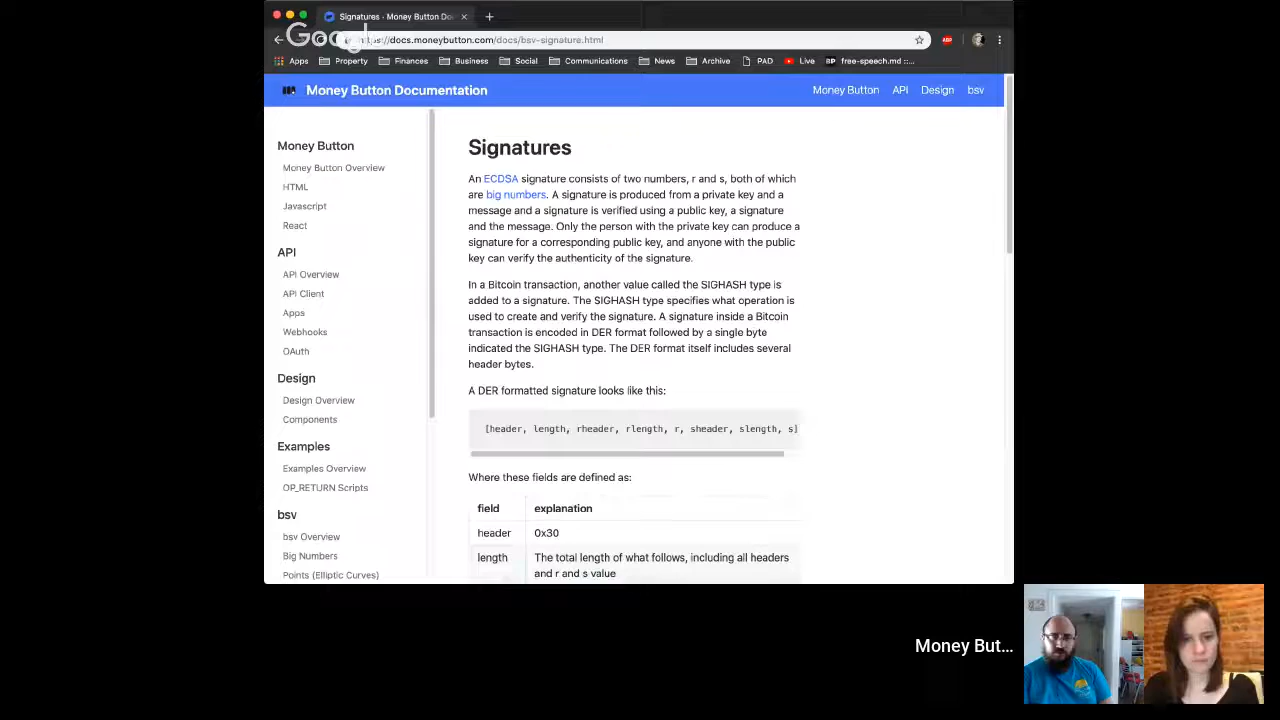 Signatures - Money Button Do
Google
https://docs.moneybutton.com/docs/bsv-signature.html
ABP
Apps Property Finances Business Social Communications News Archive PAD Live BP free-speech.md ::...
Money Button Documentation
Money Button API Design bsv
Money Button
Money Button Overview
HTML
Javascript
React
API
API Overview
API Client
Apps
Webhooks
OAuth
Design
Design Overview
Components
Examples
Examples Overview
OP_RETURN Scripts
bsv
bsv Overview
Big Numbers
Points (Elliptic Curves)
Signatures
An ECDSA signature consists of two numbers, r and s, both of which
are big numbers. A signature is produced from a private key and a
message and a signature is verified using a public key, a signature
and the message. Only the person with the private key can produce a
signature for a corresponding public key, and anyone with the public
key can verify the authenticity of the signature.
In a Bitcoin transaction, another value called the SIGHASH type is
added to a signature. The SIGHASH type specifies what operation is
used to create and verify the signature. A signature inside a Bitcoin
transaction is encoded in DER format followed by a single byte
indicated the SIGHASH type. The DER format itself includes several
header bytes.
A DER formatted signature looks like this:
[header, length, rheader, rlength, r, sheader, slength, s]
Where these fields are defined as:
field explanation
header 0x30
length The total length of what follows, including all headers
and r and s value
Money But...